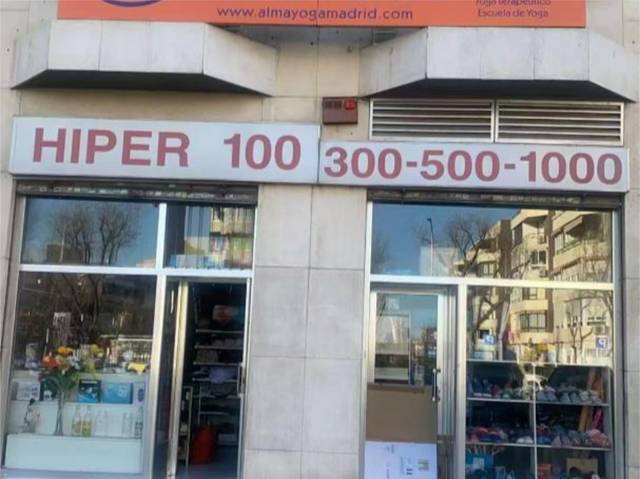 www.almayogamadrid.com
Yoga terapéutico
Escuela de Yoga
HIPER 100 300-500-1000